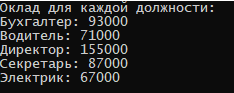 Оклад для каждой должности:
Бухгалтер: 93000
Водитель: 71000
Директор: 155000
Секретарь: 87000
Электрик: 67000